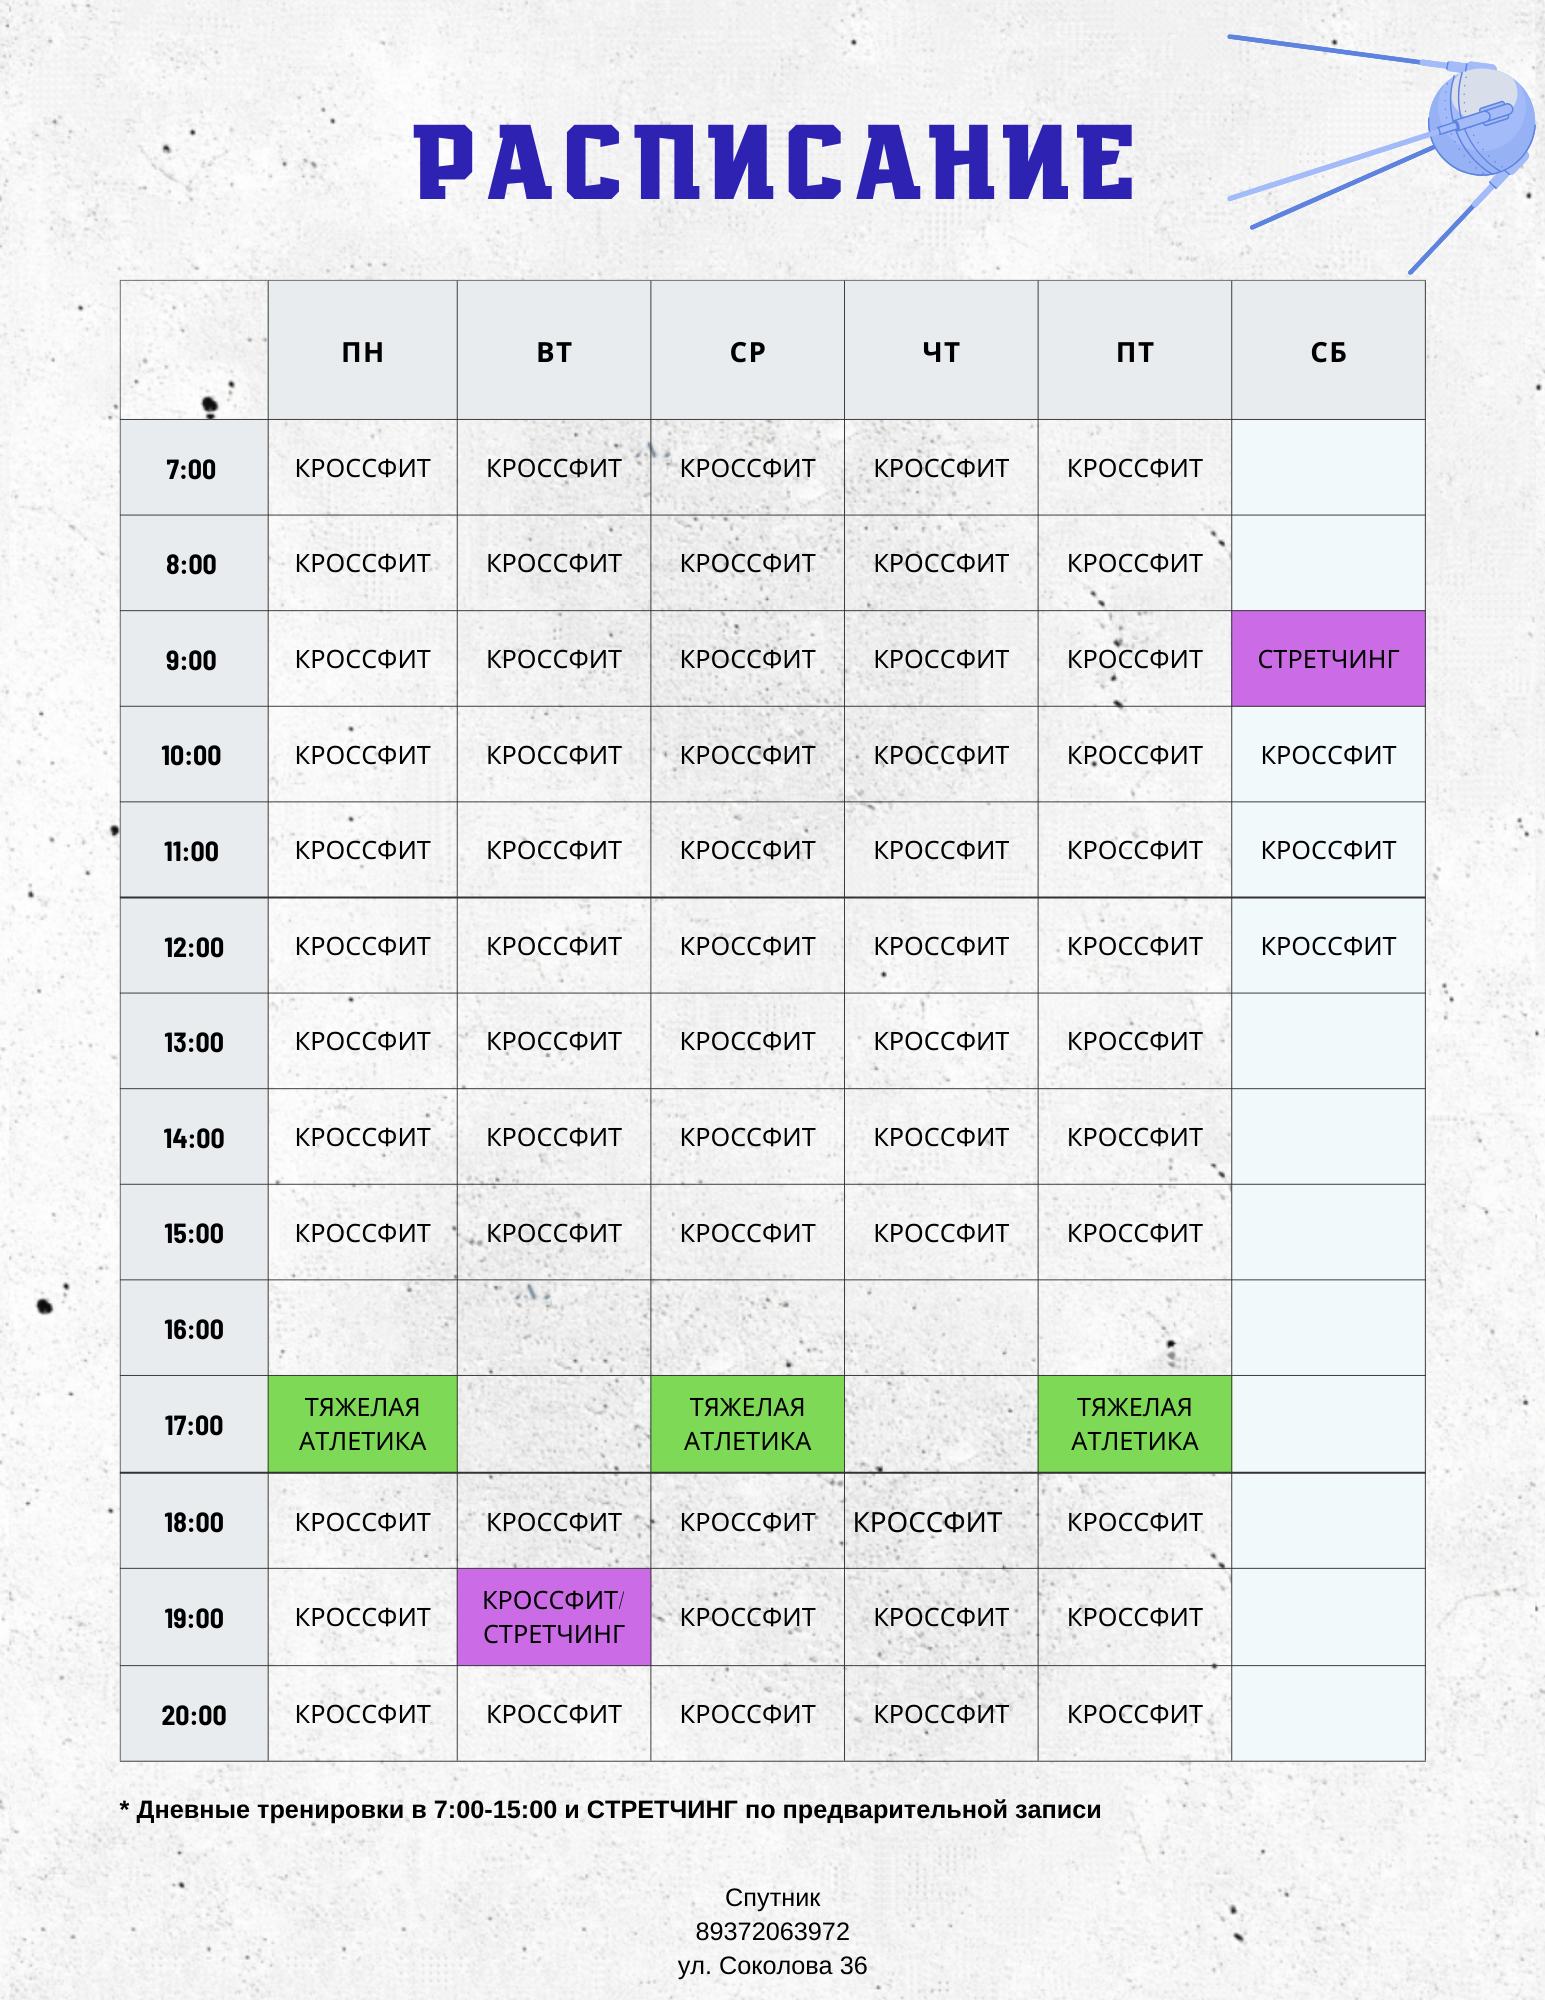 РАСПИСАНИЕ
ПН ВТ СР ЧТ ПТ СБ
7:00 КРОССФИТ КРОССФИТ КРОССФИТ КРОССФИТ КРОССФИТ
8:00 КРОССФИТ КРОССФИТ КРОССФИТ КРОССФИТ КРОССФИТ
9:00 КРОССФИТ КРОССФИТ КРОССФИТ КРОССФИТ КРОССФИТ СТРЕТЧИНГ
10:00 КРОССФИТ КРОССФИТ КРОССФИТ КРОССФИТ КРОССФИТ КРОССФИТ
11:00 КРОССФИТ КРОССФИТ КРОССФИТ КРОССФИТ КРОССФИТ КРОССФИТ
12:00 КРОССФИТ КРОССФИТ КРОССФИТ КРОССФИТ КРОССФИТ КРОССФИТ
13:00 КРОССФИТ КРОССФИТ КРОССФИТ КРОССФИТ КРОССФИТ
14:00 КРОССФИТ КРОССФИТ КРОССФИТ КРОССФИТ КРОССФИТ
15:00 КРОССФИТ КРОССФИТ КРОССФИТ КРОССФИТ КРОССФИТ
16:00
17:00 ТЯЖЕЛАЯ АТЛЕТИКА ТЯЖЕЛАЯ АТЛЕТИКА ТЯЖЕЛАЯ АТЛЕТИКА
18:00 КРОССФИТ КРОССФИТ КРОССФИТ КРОССФИТ КРОССФИТ
19:00 КРОССФИТ КРОССФИТ/ СТРЕТЧИНГ КРОССФИТ КРОССФИТ КРОССФИТ
20:00 КРОССФИТ КРОССФИТ КРОССФИТ КРОССФИТ КРОССФИТ
* Дневные тренировки в 7:00-15:00 и СТРЕТЧИНГ по предварительной записи
Спутник
89372063972
ул. Соколова 36